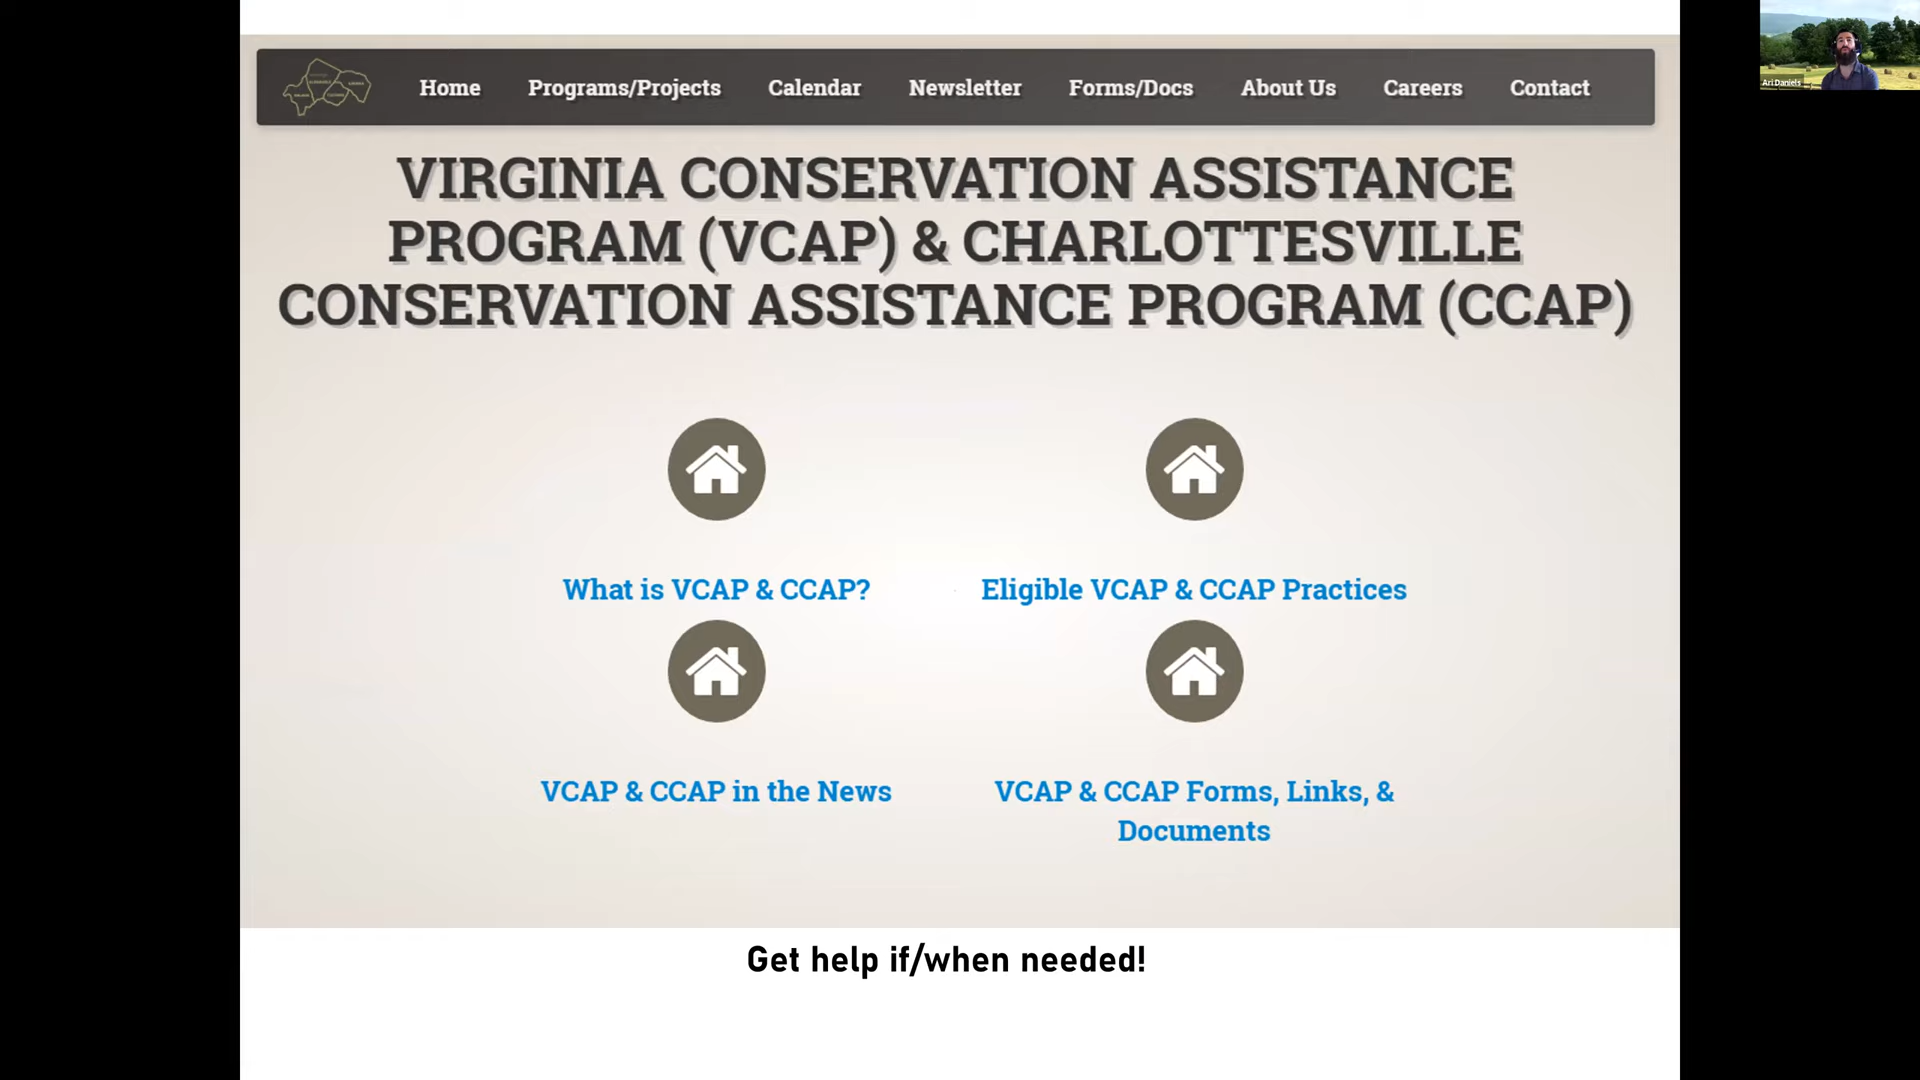 Home Programs/Projects Calendar Newsletter Forms/Docs About Us Careers Contact
VIRGINIA CONSERVATION ASSISTANCE
PROGRAM (VCAP) & CHARLOTTESVILLE
CONSERVATION ASSISTANCE PROGRAM (CCAP)
What is VCAP & CCAP?
Eligible VCAP & CCAP Practices
VCAP & CCAP in the News
VCAP & CCAP Forms, Links, &
Documents
Get help if/when needed!
Ari Daniels